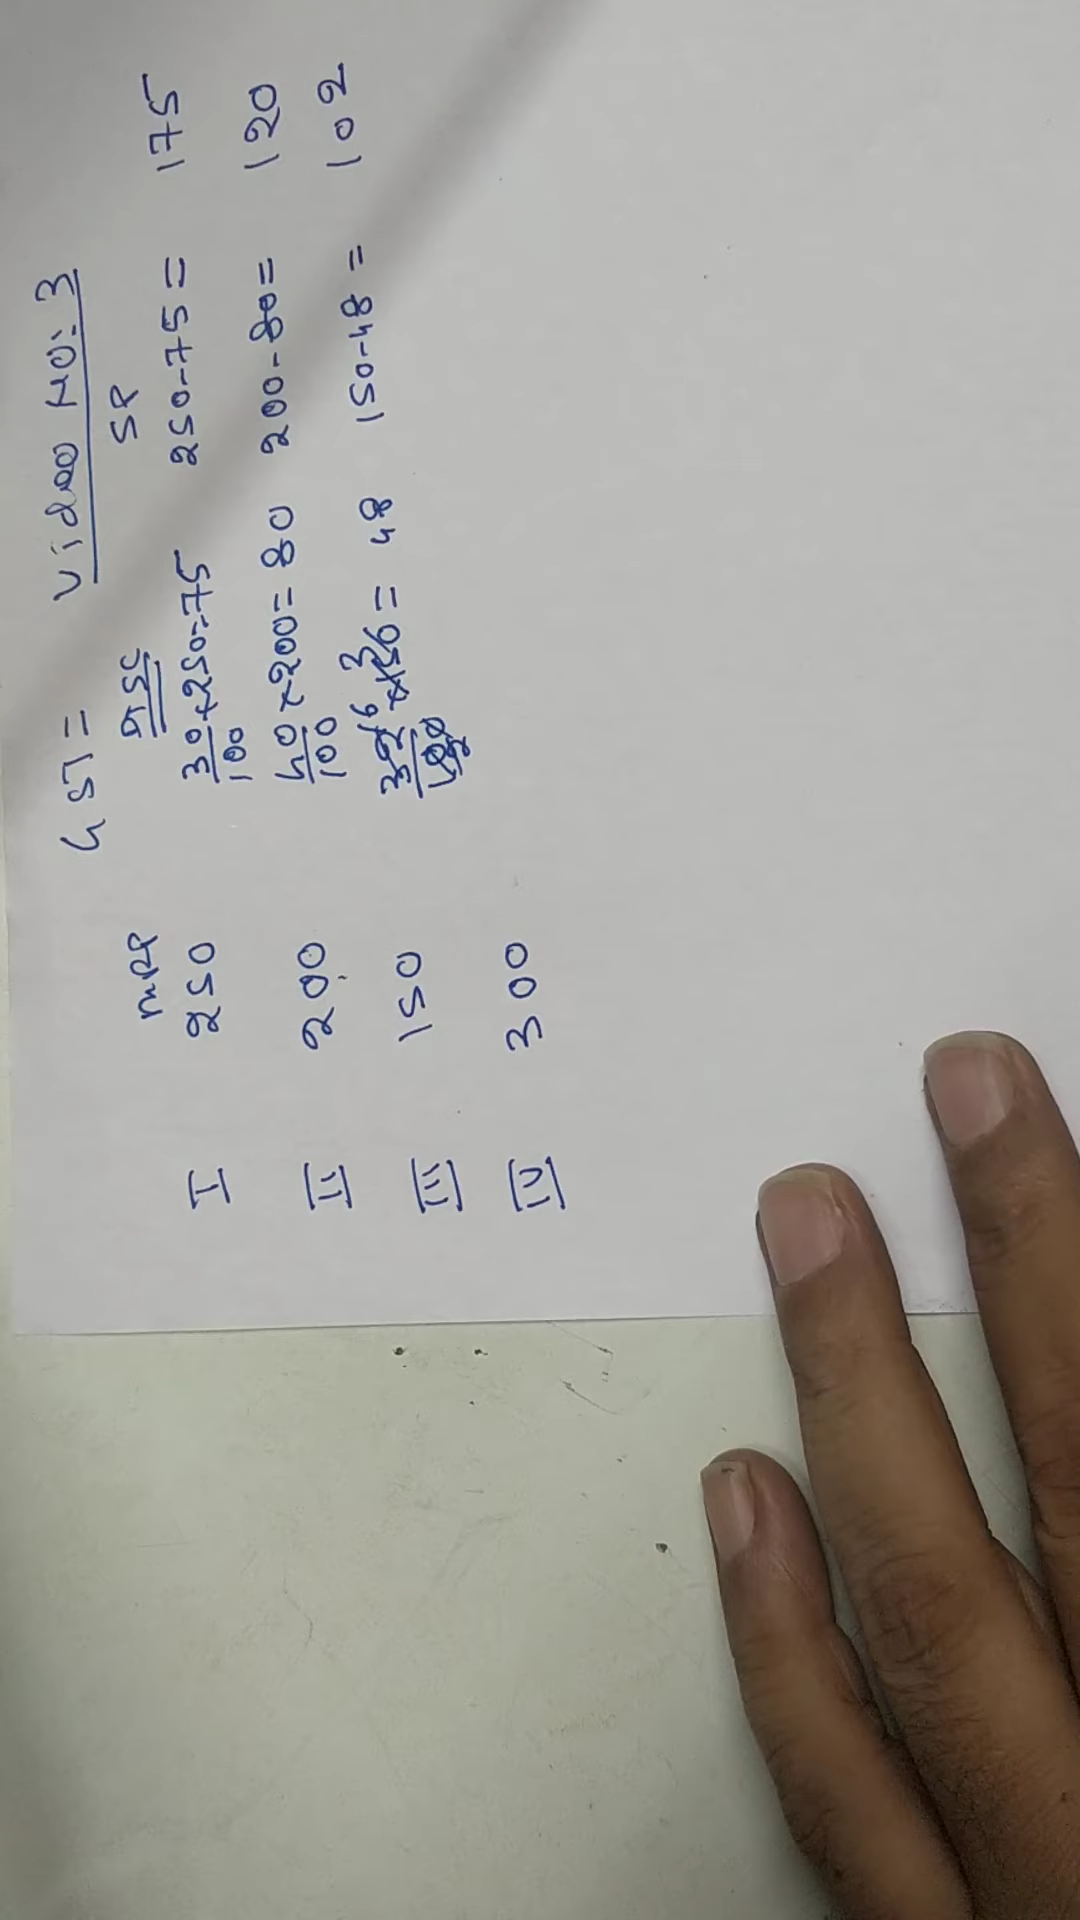 GST = Video NO:- 3
MRP DISC SP
I 250 30/100 × 250 = 75 250 - 75 = 175
II 200 40/100 × 200 = 80 200 - 80 = 120
III 150 32/100 × 150 = 48 150 - 48 = 102
IV 300